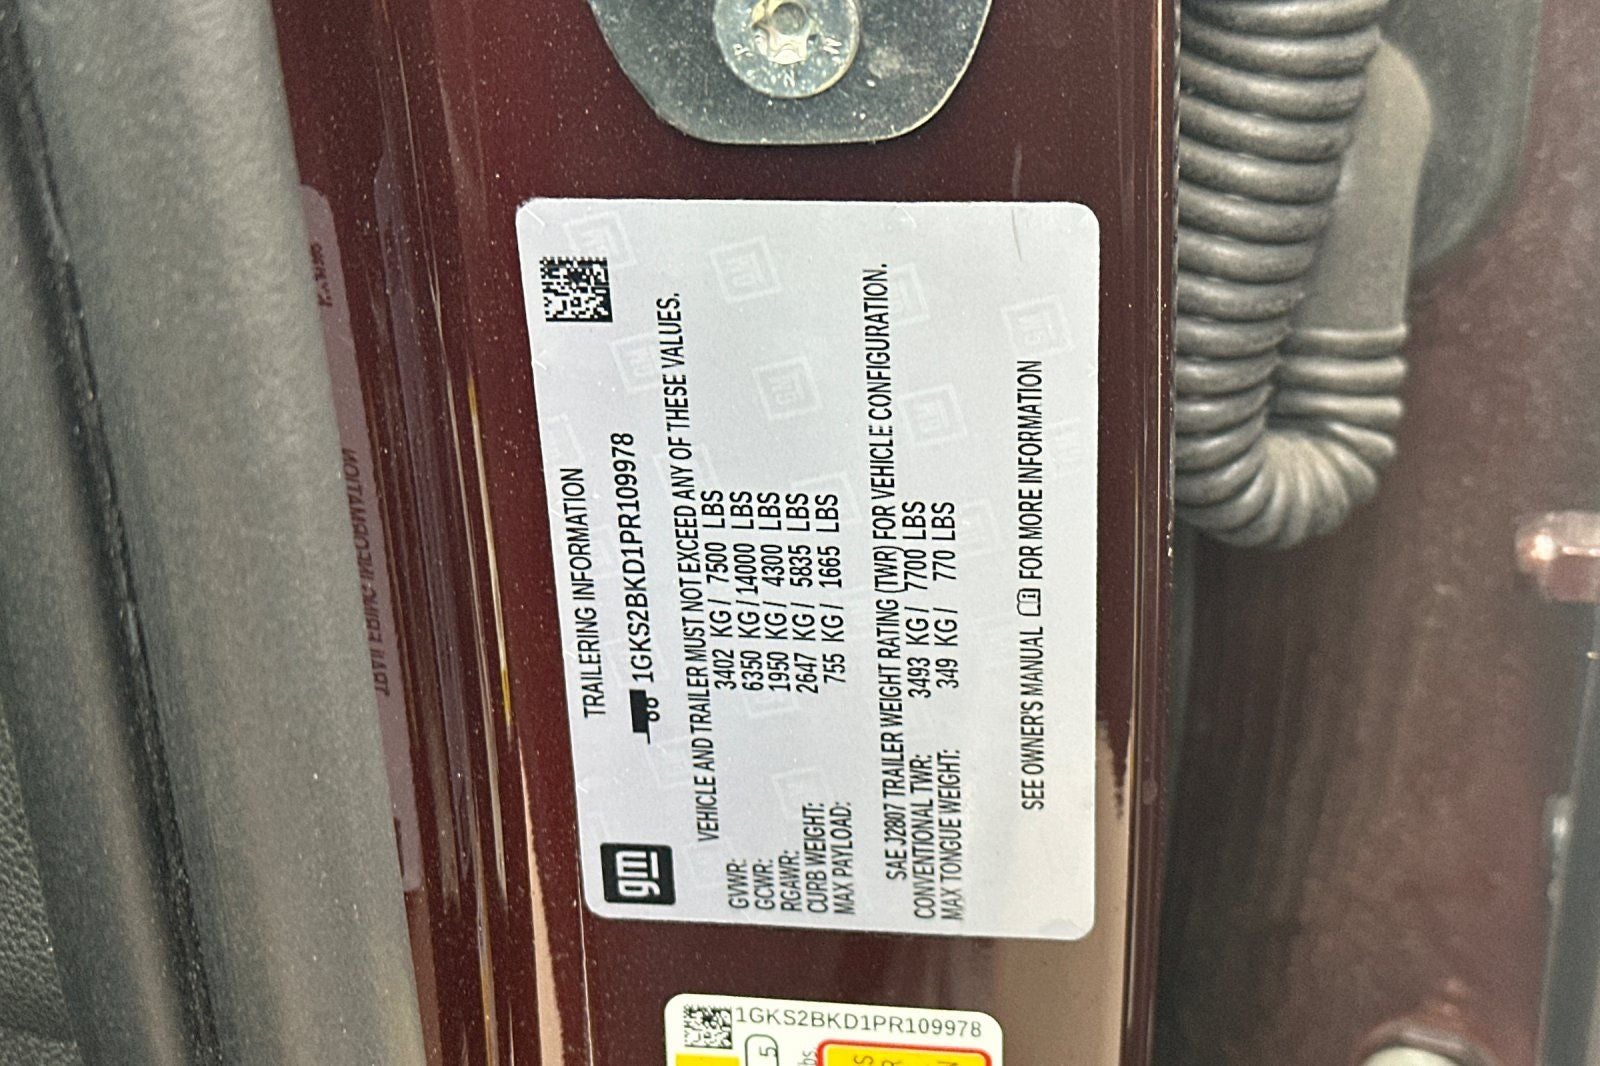 TRAILERING INFORMATION
1GKS2BKD1PR109978
gm
VEHICLE AND TRAILER MUST NOT EXCEED ANY OF THESE VALUES.
GVWR: 3402 KG / 7500 LBS
GCWR: 6350 KG / 14000 LBS
RGAWR: 1950 KG / 4300 LBS
CURB WEIGHT: 2647 KG / 5835 LBS
MAX PAYLOAD: 755 KG / 1665 LBS
SAE J2807 TRAILER WEIGHT RATING (TWR) FOR VEHICLE CONFIGURATION.
CONVENTIONAL TWR: 3493 KG / 7700 LBS
MAX TONGUE WEIGHT: 349 KG / 770 LBS
SEE OWNER'S MANUAL FOR MORE INFORMATION
1GKS2BKD1PR109978